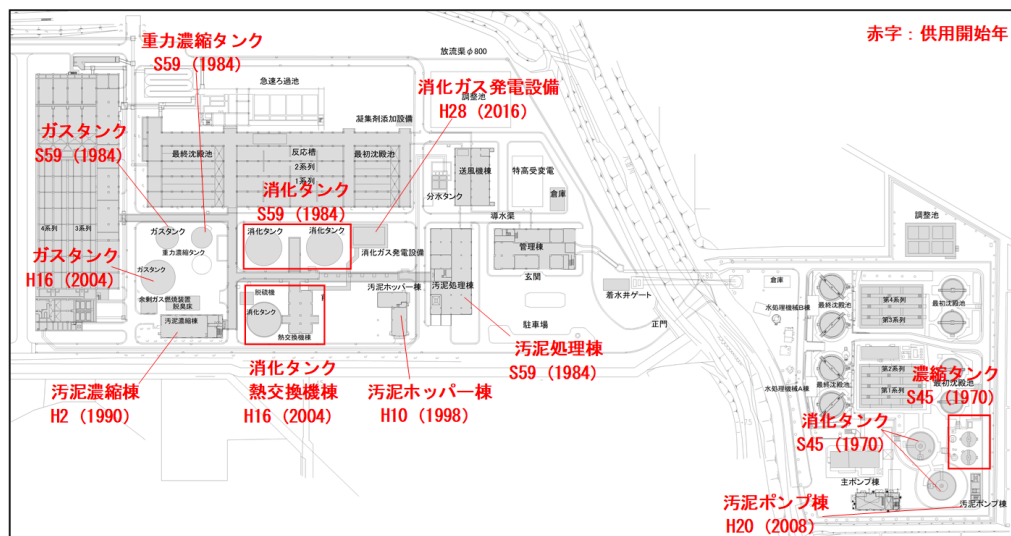 赤字：供用開始年
重力濃縮タンク
S59 (1984)
放流渠φ800
急速ろ過池
消化ガス発電設備
H28 (2016)
調整池
凝集剤添加設備
ガスタンク
S59 (1984)
最終沈殿池
反応槽
最初沈殿池
2系列
1系列
送風機棟
特高受変電
分水タンク
倉庫
消化タンク
S59 (1984)
導水渠
調整池
4系列
3系列
ガスタンク
重力濃縮タンク
消化タンク
消化タンク
消化ガス発電設備
管理棟
玄関
ガスタンク
H16 (2004)
ガスタンク
余剰ガス燃焼装置
脱臭床
汚泥濃縮棟
脱硫機
消化タンク
熱交換機棟
汚泥ホッパー棟
汚泥処理棟
着水井ゲート
倉庫
水処理機械B棟
最終沈殿池
第4系列
第3系列
最初沈殿池
駐車場
正門
汚泥処理棟
S59 (1984)
汚泥濃縮棟
H2 (1990)
消化タンク
熱交換機棟
H16 (2004)
汚泥ホッパー棟
H10 (1998)
水処理機械A棟
最終沈殿池
第2系列
第1系列
最初沈殿池
濃縮タンク
S45 (1970)
消化タンク
S45 (1970)
主ポンプ棟
汚泥ポンプ棟
汚泥ポンプ棟
H20 (2008)